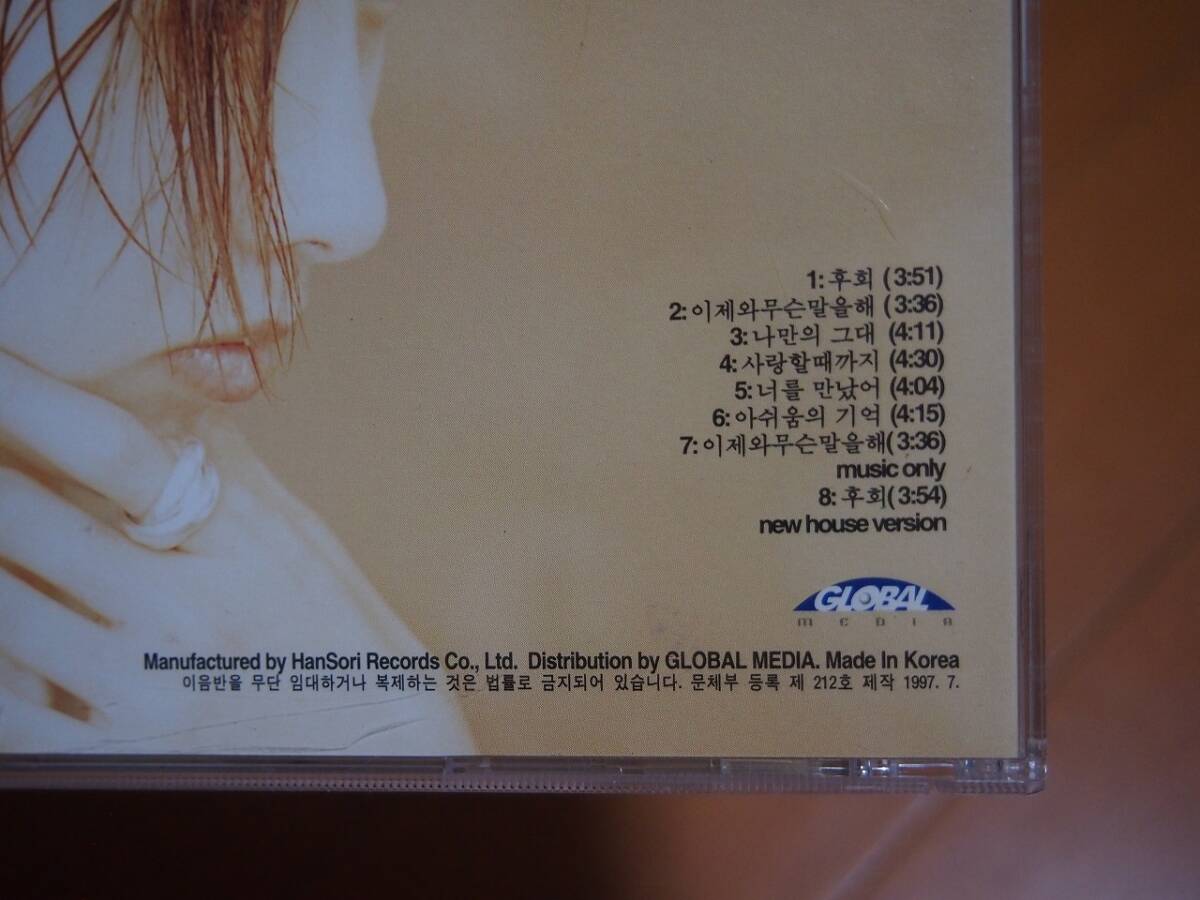 1: 후회 (3:51)
2: 이제와무슨말을해 (3:36)
3: 나만의 그대 (4:11)
4: 사랑할때까지 (4:30)
5: 너를 만났어 (4:04)
6: 아쉬움의 기억 (4:15)
7: 이제와무슨말을해(3:36)
music only
8: 후회(3:54)
new house version
GLOBAL
MEDIA
Manufactured by HanSori Records Co., Ltd. Distribution by GLOBAL MEDIA. Made In Korea
이음반을 무단 임대하거나 복제하는 것은 법률로 금지되어 있습니다. 문체부 등록 제 212호 제작 1997. 7.